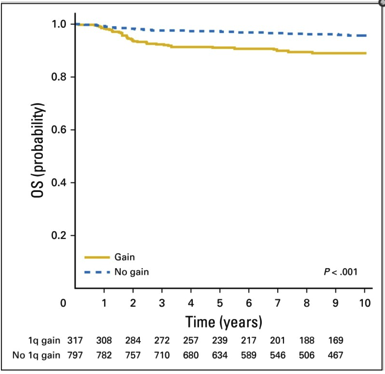 1.0
0.8
0.6
0.4
0.2
OS (probability)
Gain
No gain
P < .001
0 1 2 3 4 5 6 7 8 9 10
Time (years)
1q gain 317 308 284 272 257 239 217 201 188 169
No 1q gain 797 782 757 710 680 634 589 546 506 467